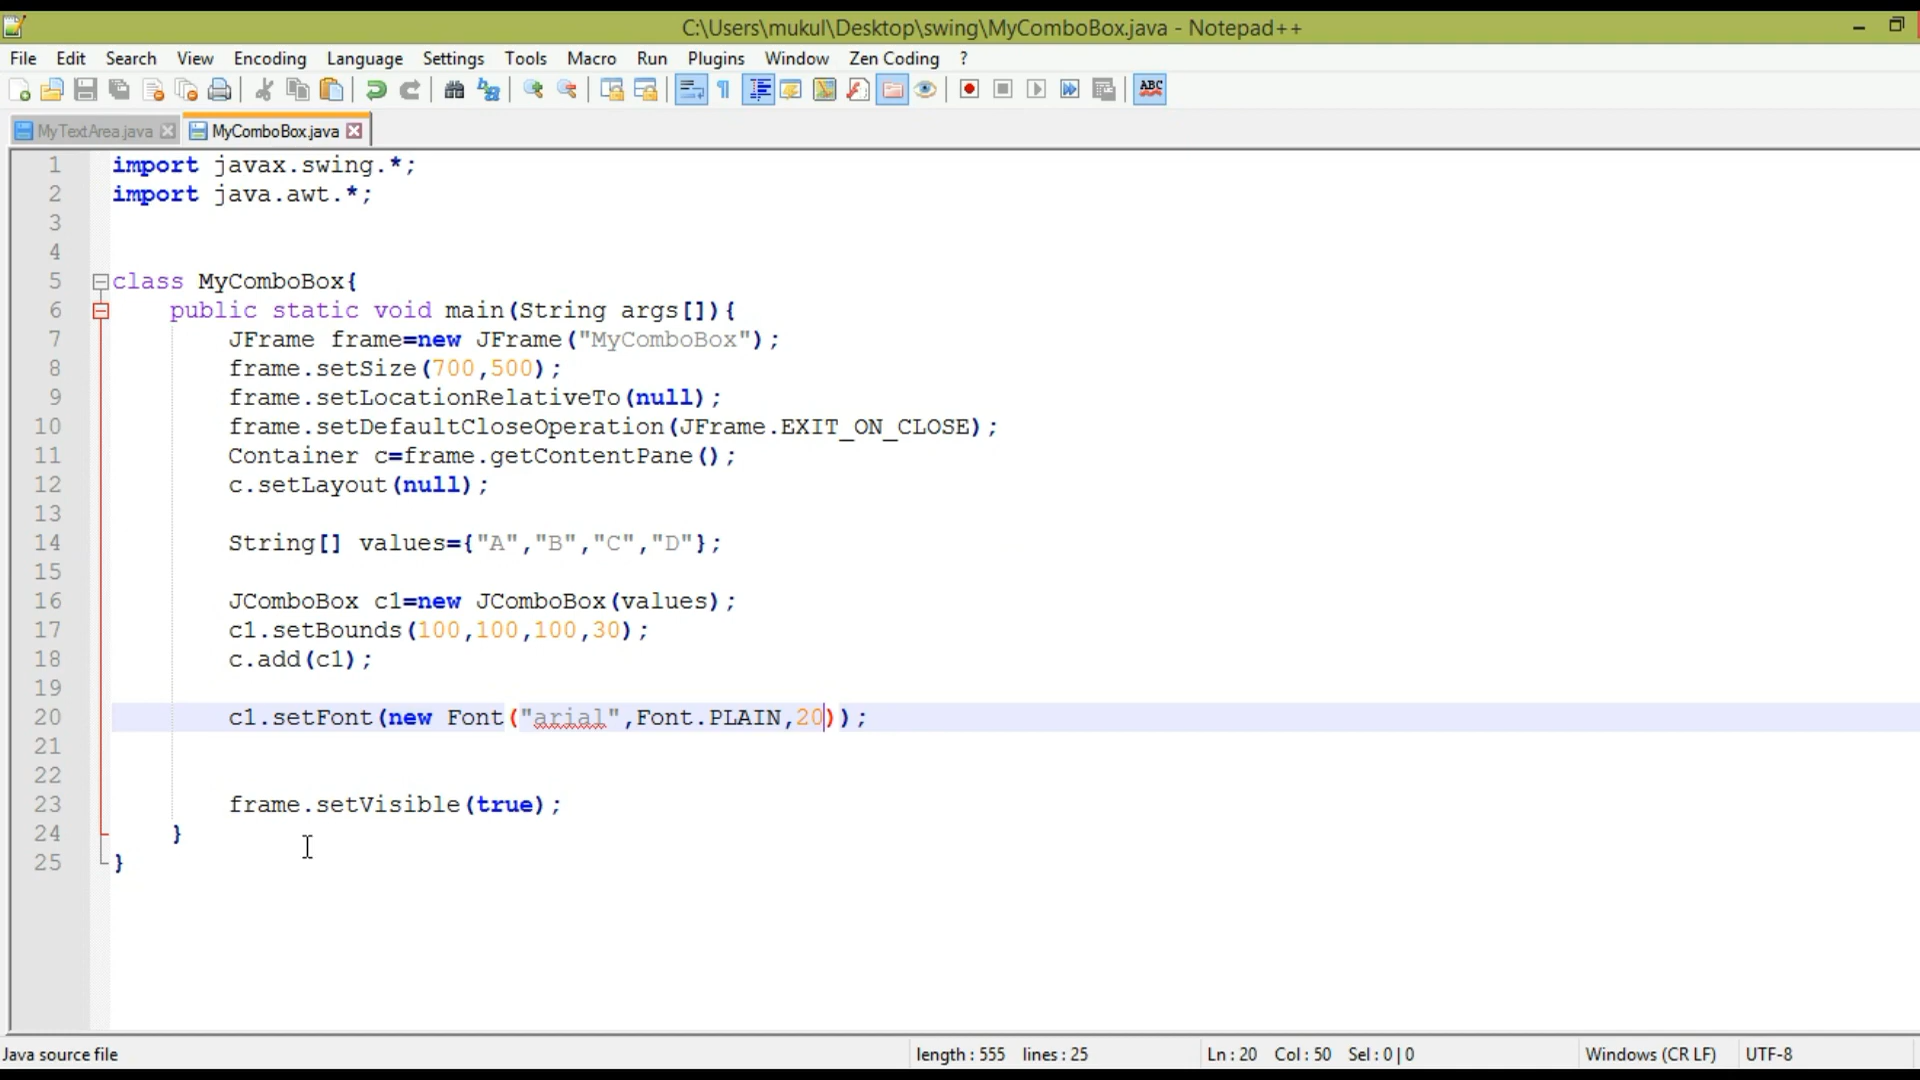 C:\Users\mukul\Desktop\swing\MyComboBox.java - Notepad++
File Edit Search View Encoding Language Settings Tools Macro Run Plugins Window Zen Coding ?
ABC
MyTextArea.java MyComboBox.java
1 import javax.swing.*;
2 import java.awt.*;
3
4
5 class MyComboBox{
6 public static void main(String args[]){
7 JFrame frame=new JFrame("MyComboBox");
8 frame.setSize(700,500);
9 frame.setLocationRelativeTo(null);
10 frame.setDefaultCloseOperation(JFrame.EXIT_ON_CLOSE);
11 Container c=frame.getContentPane();
12 c.setLayout(null);
13
14 String[] values={"A","B","C","D"};
15
16 JComboBox c1=new JComboBox(values);
17 c1.setBounds(100,100,100,30);
18 c.add(c1);
19
20 c1.setFont(new Font("arial",Font.PLAIN,20));
21
22
23 frame.setVisible(true);
24 }
25 }
Java source file length : 555 lines : 25 Ln : 20 Col : 50 Sel : 0 | 0 Windows (CR LF) UTF-8